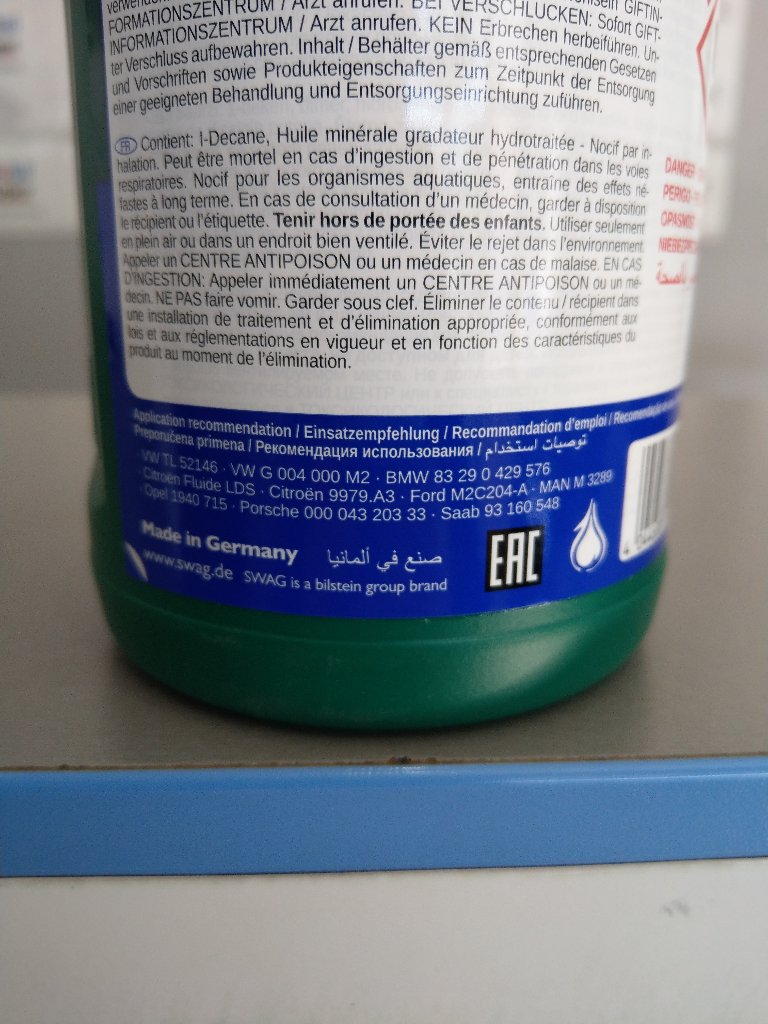 FORMATIONSZENTRUM / Arzt anrufen. BEI VERSCHLUCKEN: Sofort GIFT-
INFORMATIONSZENTRUM / Arzt anrufen. KEIN Erbrechen herbeiführen. Un-
ter Verschluss aufbewahren. Inhalt / Behälter gemäß entsprechenden Gesetzen
und Vorschriften sowie Produkteigenschaften zum Zeitpunkt der Entsorgung
einer geeigneten Behandlung und Entsorgungseinrichtung zuführen.
FR Contient: I-Decane, Huile minérale gradateur hydrotraitée - Nocif par in-
halation. Peut être mortel en cas d'ingestion et de pénétration dans les voies
respiratoires. Nocif pour les organismes aquatiques, entraîne des effets né-
fastes à long terme. En cas de consultation d'un médecin, garder à disposition
le récipient ou l'étiquette. Tenir hors de portée des enfants. Utiliser seulement
en plein air ou dans un endroit bien ventilé. Éviter le rejet dans l'environnement.
Appeler un CENTRE ANTIPOISON ou un médecin en cas de malaise. EN CAS
D'INGESTION: Appeler immédiatement un CENTRE ANTIPOISON ou un mé-
decin. NE PAS faire vomir. Garder sous clef. Éliminer le contenu / récipient dans
une installation de traitement et d'élimination appropriée, conformément aux
lois et aux réglementations en vigueur et en fonction des caractéristiques du
produit au moment de l'élimination.
DANGER
Application recommendation / Einsatzempfehlung / Recommandation d'emploi /
Preporučena primena / Рекомендация использования / توصيات استخدام
VW TL 52146 · VW G 004 000 M2 · BMW 83 29 0 429 576
· Citroën Fluide LDS · Citroën 9979.A3 · Ford M2C204-A · MAN M 3289
· Opel 1940 715 · Porsche 000 043 203 33 · Saab 93 160 548
Made in Germany صنع في ألمانيا
www.swag.de SWAG is a bilstein group brand
EAC